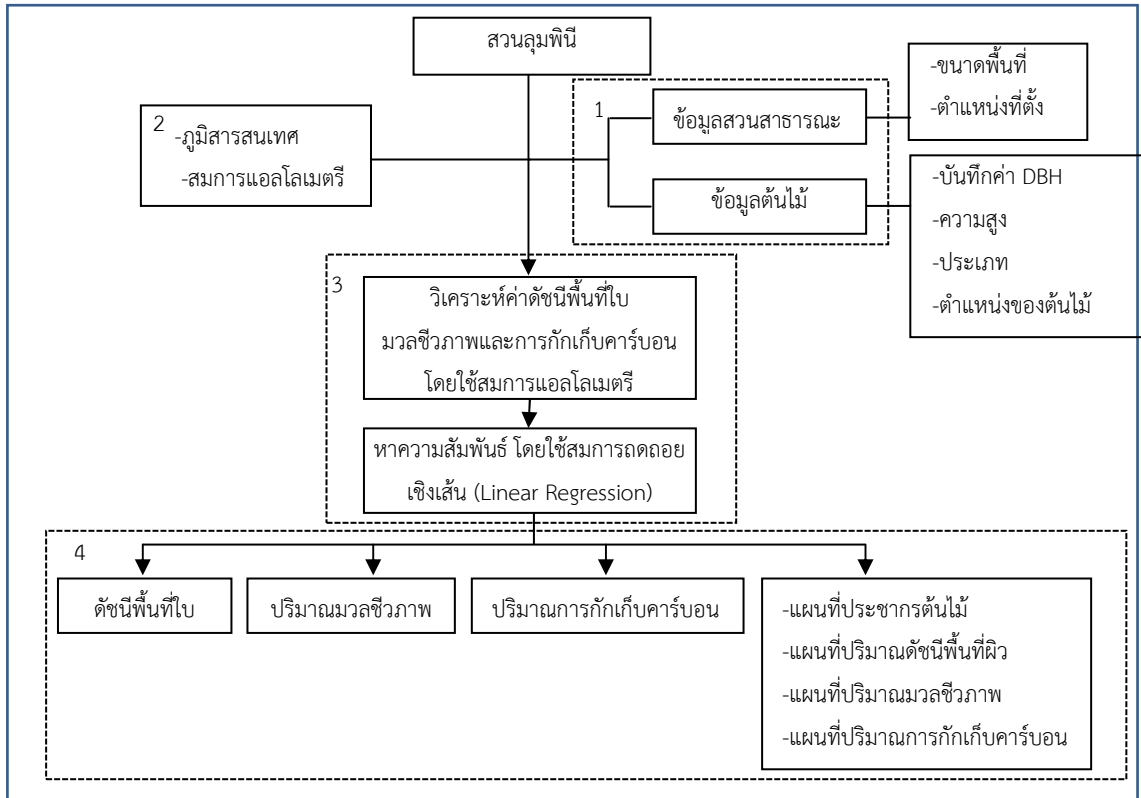 สวนลุมพินี
1
ข้อมูลสวนสาธารณะ
ข้อมูลต้นไม้
-ขนาดพื้นที่
-ตำแหน่งที่ตั้ง
-บันทึกค่า DBH
-ความสูง
-ประเภท
-ตำแหน่งของต้นไม้
2
-ภูมิสารสนเทศ
-สมการแอลโลเมตรี
3
วิเคราะห์ค่าดัชนีพื้นที่ใบ
มวลชีวภาพและการกักเก็บคาร์บอน
โดยใช้สมการแอลโลเมตรี
หาความสัมพันธ์ โดยใช้สมการถดถอย
เชิงเส้น (Linear Regression)
4
ดัชนีพื้นที่ใบ
ปริมาณมวลชีวภาพ
ปริมาณการกักเก็บคาร์บอน
-แผนที่ประชากรต้นไม้
-แผนที่ปริมาณดัชนีพื้นที่ผิว
-แผนที่ปริมาณมวลชีวภาพ
-แผนที่ปริมาณการกักเก็บคาร์บอน